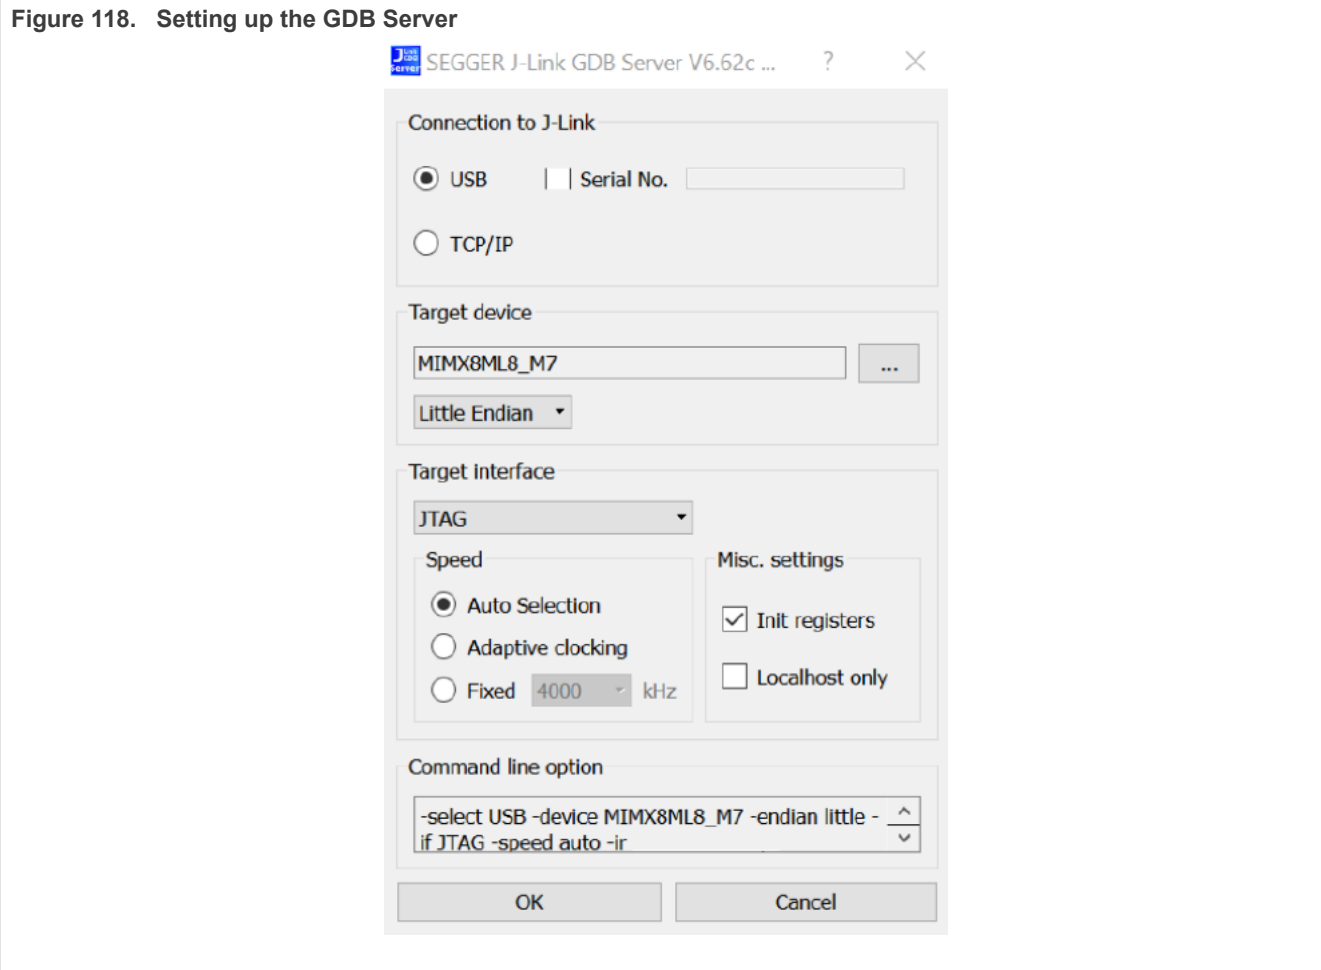 Figure 118. Setting up the GDB Server
SEGGER J-Link GDB Server V6.62c ... ?
Connection to J-Link
USB Serial No.
TCP/IP
Target device
MIMX8ML8_M7 ...
Little Endian
Target interface
JTAG
Speed Misc. settings
Auto Selection
Init registers
Adaptive clocking
Localhost only
Fixed 4000 kHz
Command line option
-select USB -device MIMX8ML8_M7 -endian little -
if JTAG -speed auto -ir
OK Cancel